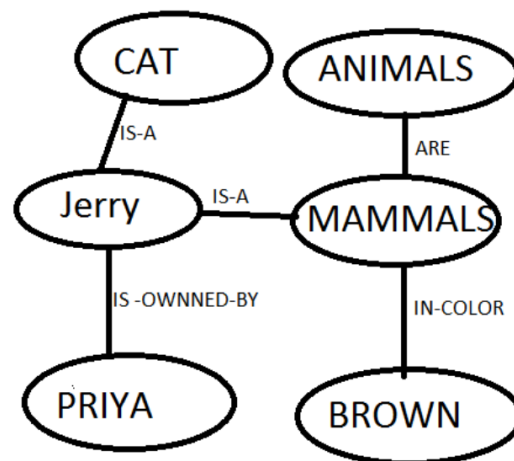 CAT
ANIMALS
IS-A
ARE
Jerry
IS-A
MAMMALS
IS -OWNNED-BY
IN-COLOR
PRIYA
BROWN